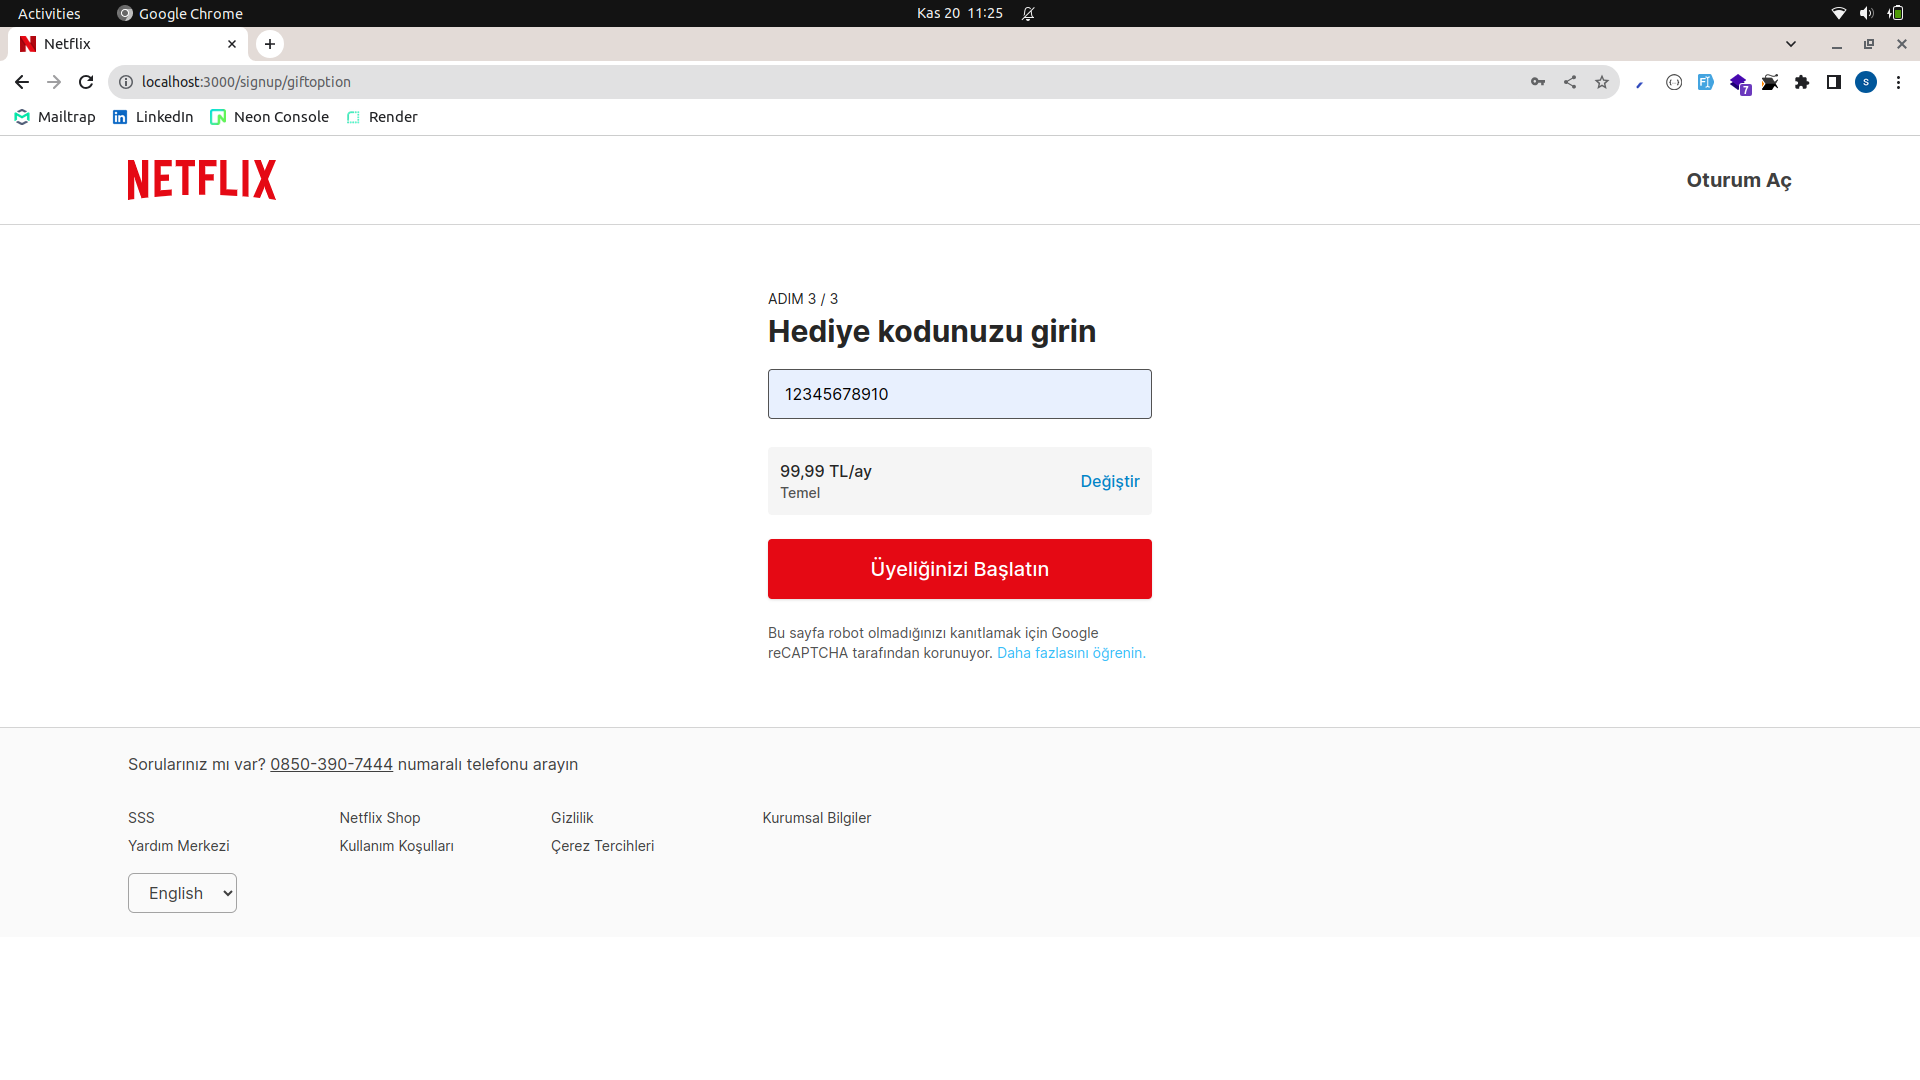 Activities
Google Chrome
Kas 20 11:25
Netflix
localhost:3000/signup/giftoption
7
S
Mailtrap
LinkedIn
Neon Console
Render
NETFLIX
Oturum Aç
ADIM 3 / 3
Hediye kodunuzu girin
12345678910
99,99 TL/ay
Temel
Değiştir
Üyeliğinizi Başlatın
Bu sayfa robot olmadığınızı kanıtlamak için Google
reCAPTCHA tarafından korunuyor. Daha fazlasını öğrenin.
Sorularınız mı var? 0850-390-7444 numaralı telefonu arayın
SSS
Netflix Shop
Gizlilik
Kurumsal Bilgiler
Yardım Merkezi
Kullanım Koşulları
Çerez Tercihleri
English